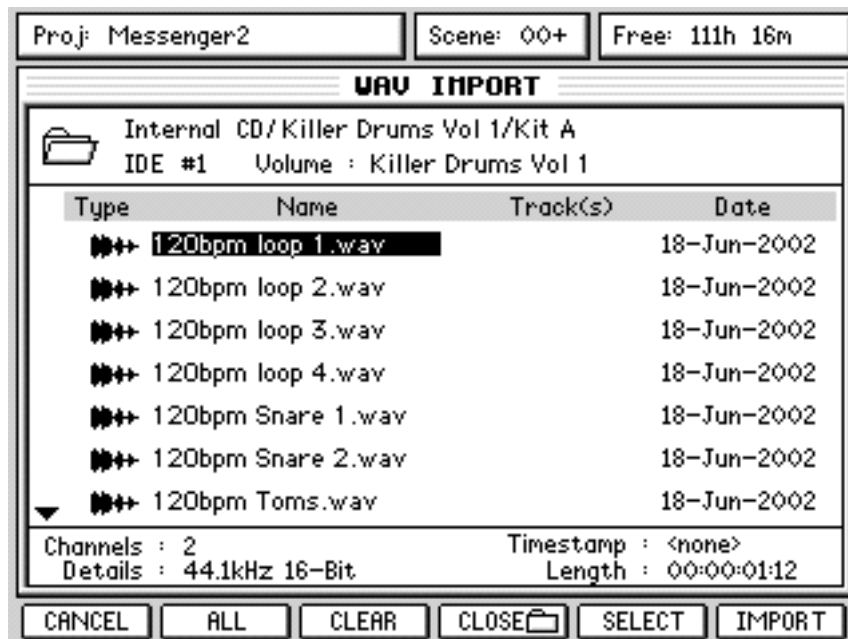 Proj: Messenger2 Scene: 00+ Free: 111h 16m
WAV IMPORT
Internal CD/Killer Drums Vol 1/Kit A
IDE #1 Volume : Killer Drums Vol 1
Type Name Track(s) Date
120bpm loop 1.wav 18-Jun-2002
120bpm loop 2.wav 18-Jun-2002
120bpm loop 3.wav 18-Jun-2002
120bpm loop 4.wav 18-Jun-2002
120bpm Snare 1.wav 18-Jun-2002
120bpm Snare 2.wav 18-Jun-2002
120bpm Toms.wav 18-Jun-2002
Channels : 2 Timestamp : <none>
Details : 44.1kHz 16-Bit Length : 00:00:01:12
CANCEL ALL CLEAR CLOSE SELECT IMPORT